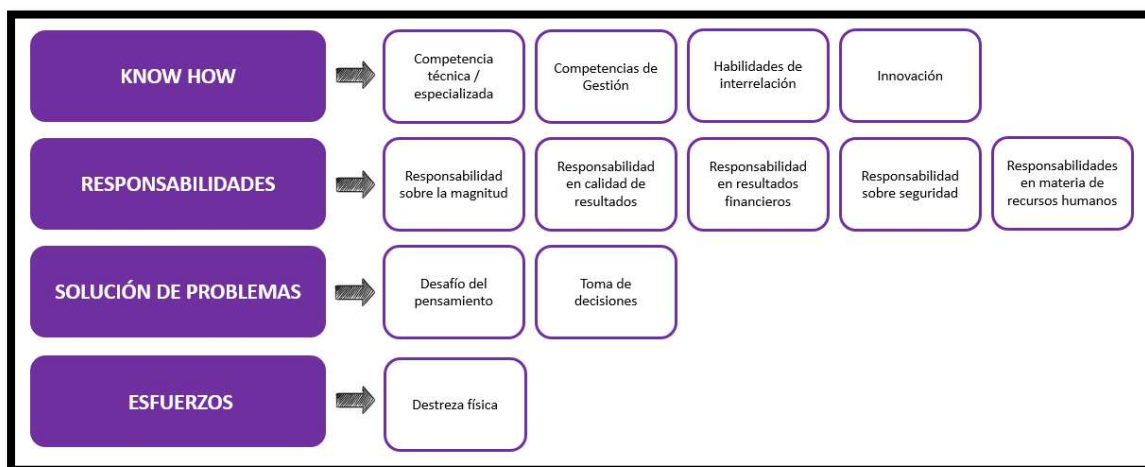 KNOW HOW
Competencia
técnica /
especializada
Competencias de
Gestión
Habilidades de
interrelación
Innovación
RESPONSABILIDADES
Responsabilidad
sobre la magnitud
Responsabilidad
en calidad de
resultados
Responsabilidad
en resultados
financieros
Responsabilidad
sobre seguridad
Responsabilidades
en materia de
recursos humanos
SOLUCIÓN DE PROBLEMAS
Desafío del
pensamiento
Toma de
decisiones
ESFUERZOS
Destreza física